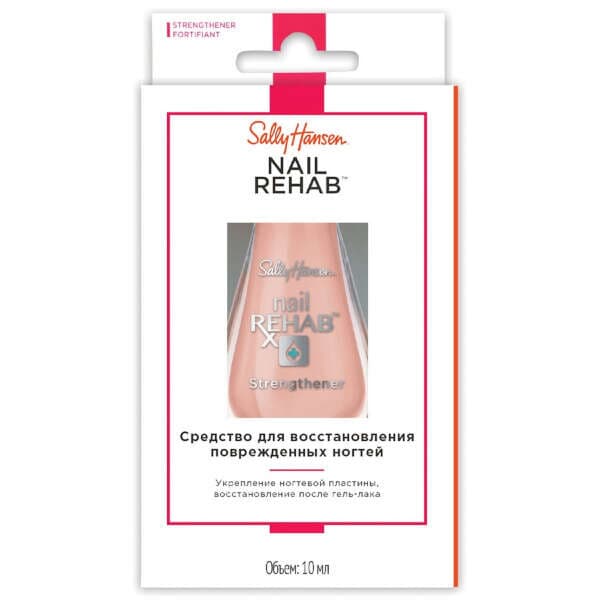 STRENGTHENER
FORTIFIANT
Sally Hansen
NAIL
REHAB™
Sally Hansen
nail
REHAB™
x
Strengthener
Средство для восстановления
поврежденных ногтей
Укрепление ногтевой пластины,
восстановление после гель-лака
Объем: 10 мл